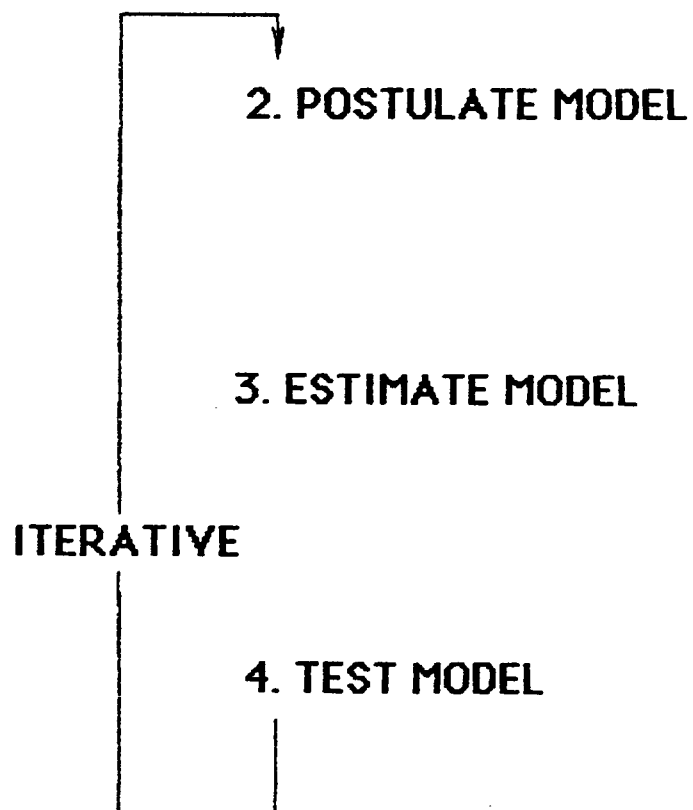 2. POSTULATE MODEL
3. ESTIMATE MODEL
ITERATIVE
4. TEST MODEL